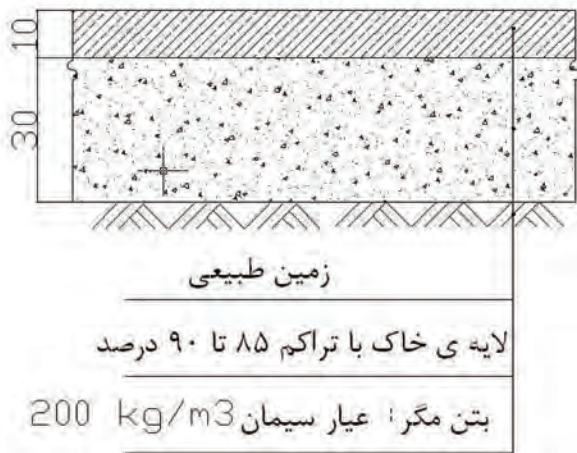 10
30
زمین طبیعی
لایه ی خاک با تراکم ۸۵ تا ۹۰ درصد
بتن مگر: عیار سیمان 200 kg/m3